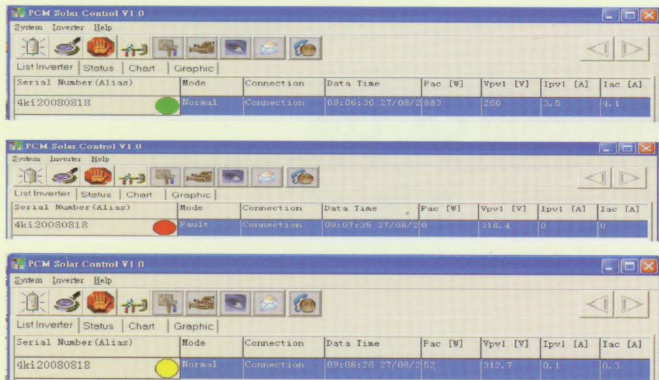 PCM Solar Control V1.0
System Inverter Help
List Inverter Status Chart Graphic
Serial Number(Alias) Mode Connection Data Time Pac [W] Vpv1 [V] Ipv1 [A] Iac [A]
4ki20080818 Normal Connection 09:06:36 27/08/2 883 260 3.5 4.1
PCM Solar Control V1.0
System Inverter Help
List Inverter Status Chart Graphic
Serial Number(Alias) Mode Connection Data Time Pac [W] Vpv1 [V] Ipv1 [A] Iac [A]
4ki20080818 Fault Connection 09:07:35 27/08/2 0 318.4 0 0
PCM Solar Control V1.0
System Inverter Help
List Inverter Status Chart Graphic
Serial Number(Alias) Mode Connection Data Time Pac [W] Vpv1 [V] Ipv1 [A] Iac [A]
4ki20080818 Normal Connection 09:08:26 27/08/2 52 312.7 0.1 0.3